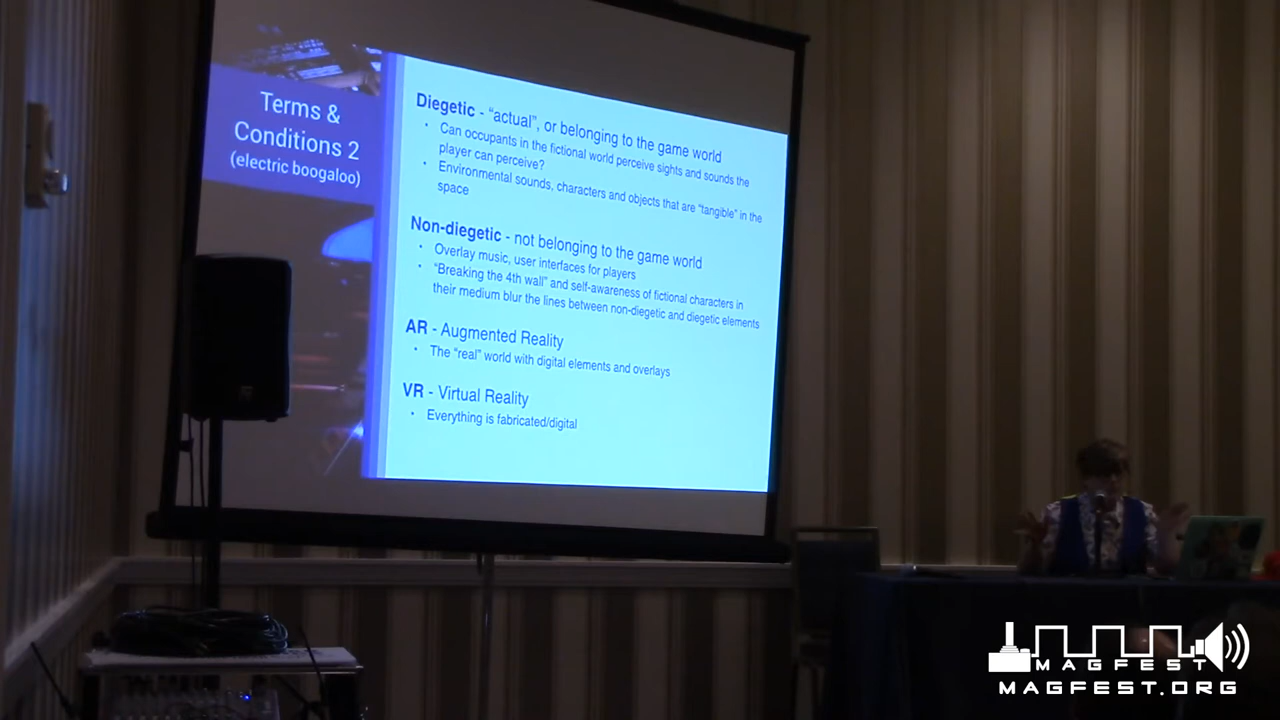 Terms &
Conditions 2
(electric boogaloo)
Diegetic - “actual”, or belonging to the game world
• Can occupants in the fictional world perceive sights and sounds the
player can perceive?
• Environmental sounds, characters and objects that are “tangible” in the
space
Non-diegetic - not belonging to the game world
• Overlay music, user interfaces for players
• “Breaking the 4th wall” and self-awareness of fictional characters in
their medium blur the lines between non-diegetic and diegetic elements
AR - Augmented Reality
• The “real” world with digital elements and overlays
VR - Virtual Reality
• Everything is fabricated/digital
MAGFEST
MAGFEST.ORG